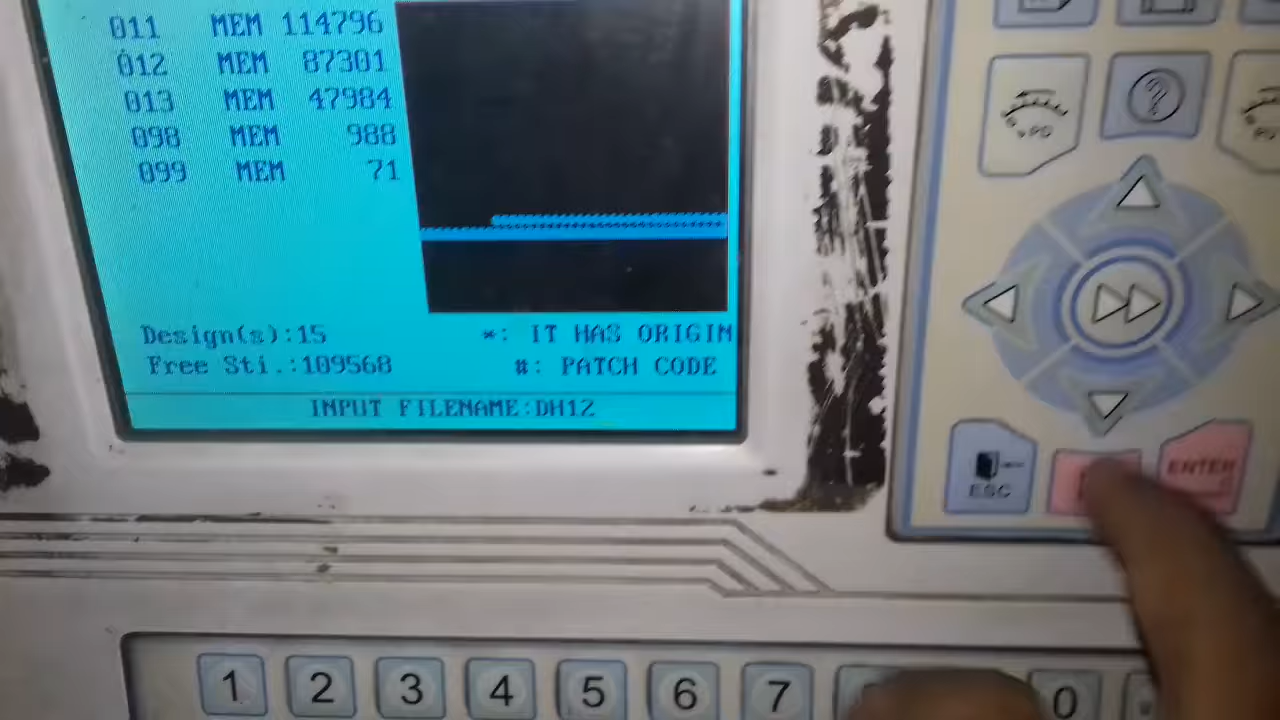 011 MEM 114796
012 MEM 87301
013 MEM 47984
098 MEM 988
099 MEM 71
Design(s):15 *: IT HAS ORIGIN
Free Sti.:109568 #: PATCH CODE
INPUT FILENAME:DH1Z
ESC ENTER
1 2 3 4 5 6 7 0